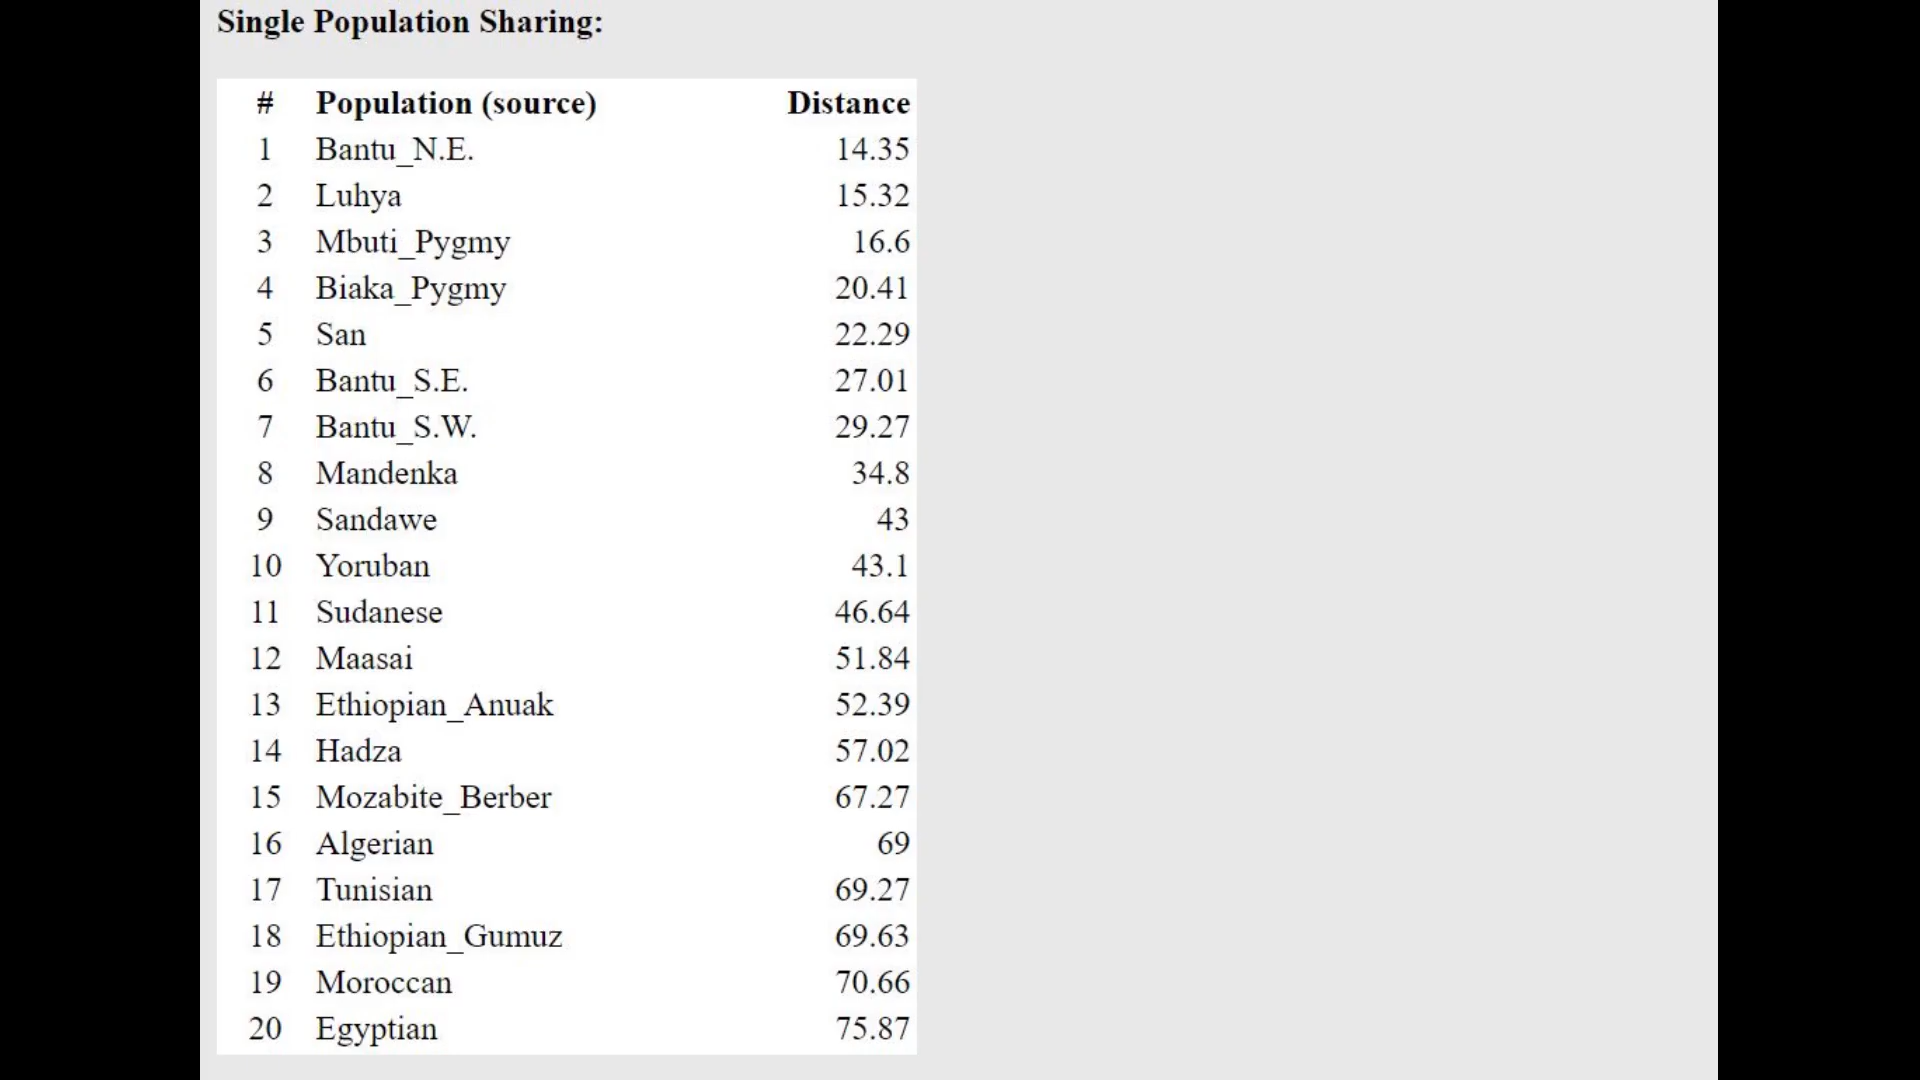 Single Population Sharing:
# Population (source) Distance
1 Bantu_N.E. 14.35
2 Luhya 15.32
3 Mbuti_Pygmy 16.6
4 Biaka_Pygmy 20.41
5 San 22.29
6 Bantu_S.E. 27.01
7 Bantu_S.W. 29.27
8 Mandenka 34.8
9 Sandawe 43
10 Yoruban 43.1
11 Sudanese 46.64
12 Maasai 51.84
13 Ethiopian_Anuak 52.39
14 Hadza 57.02
15 Mozabite_Berber 67.27
16 Algerian 69
17 Tunisian 69.27
18 Ethiopian_Gumuz 69.63
19 Moroccan 70.66
20 Egyptian 75.87